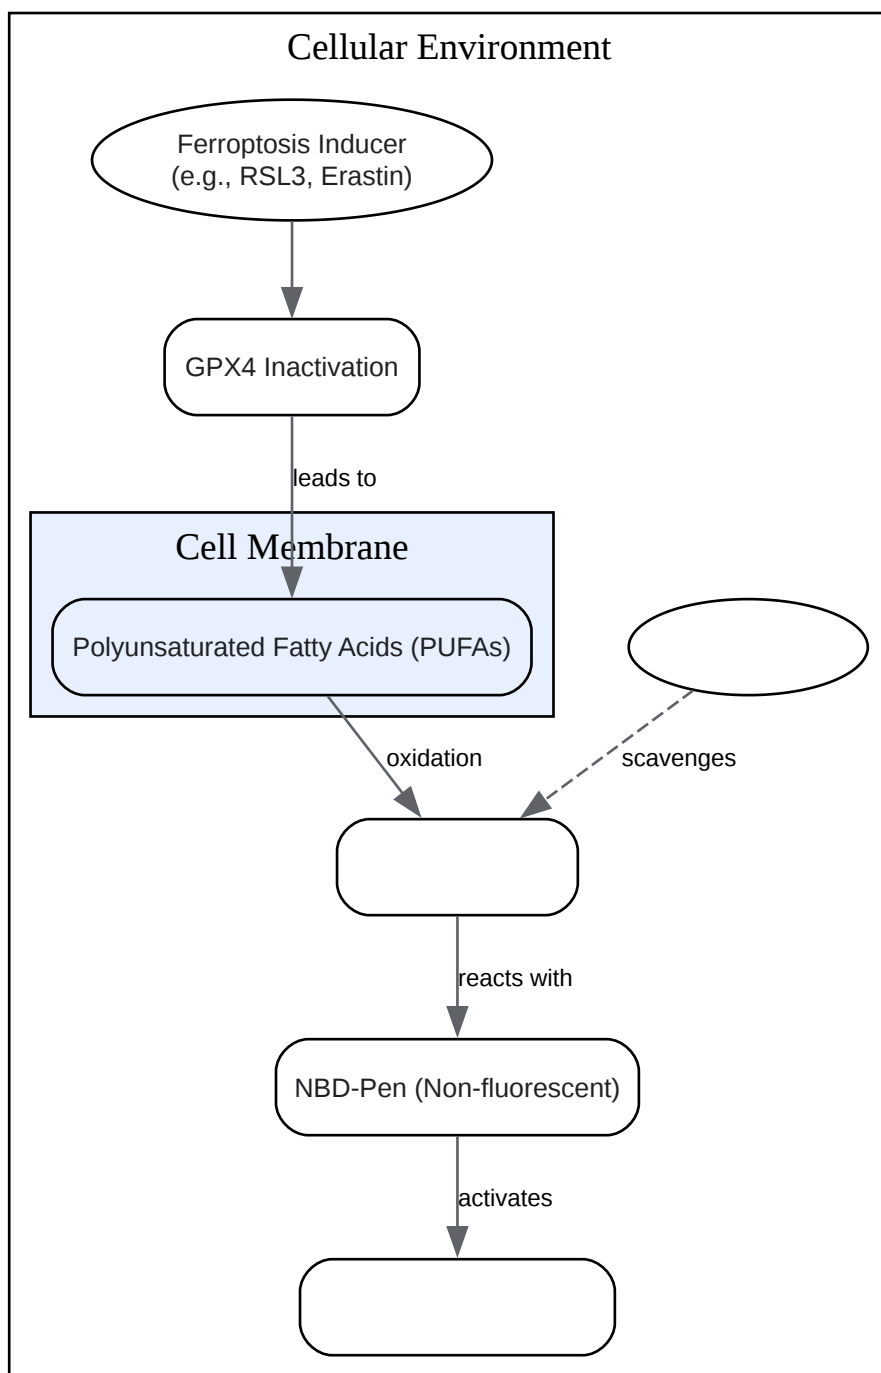 Cellular Environment
Ferroptosis Inducer
(e.g., RSL3, Erastin)
GPX4 Inactivation
leads to
Cell Membrane
Polyunsaturated Fatty Acids (PUFAs)
oxidation
scavenges
reacts with
NBD-Pen (Non-fluorescent)
activates